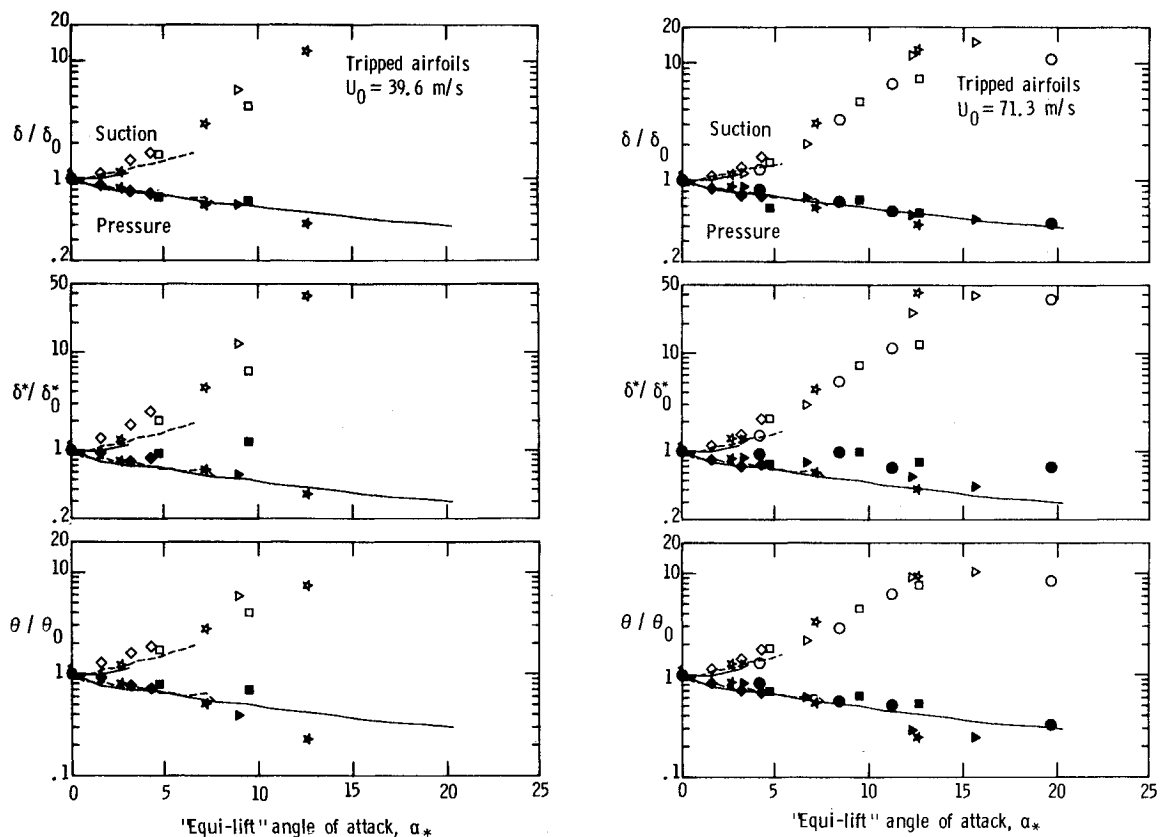 20
10
δ / δ0
1
.2
Tripped airfoils
U0 = 39.6 m/s
Suction
Pressure
50
10
δ*/ δ*0
1
.2
20
10
θ / θ0
1
.1
0 5 10 15 20 25
"Equi-lift" angle of attack, α*
20
10
δ / δ0
1
.2
Tripped airfoils
U0 = 71.3 m/s
Suction
Pressure
50
10
δ*/ δ*0
1
.2
20
10
θ / θ0
1
.1
0 5 10 15 20 25
"Equi-lift" angle of attack, α*